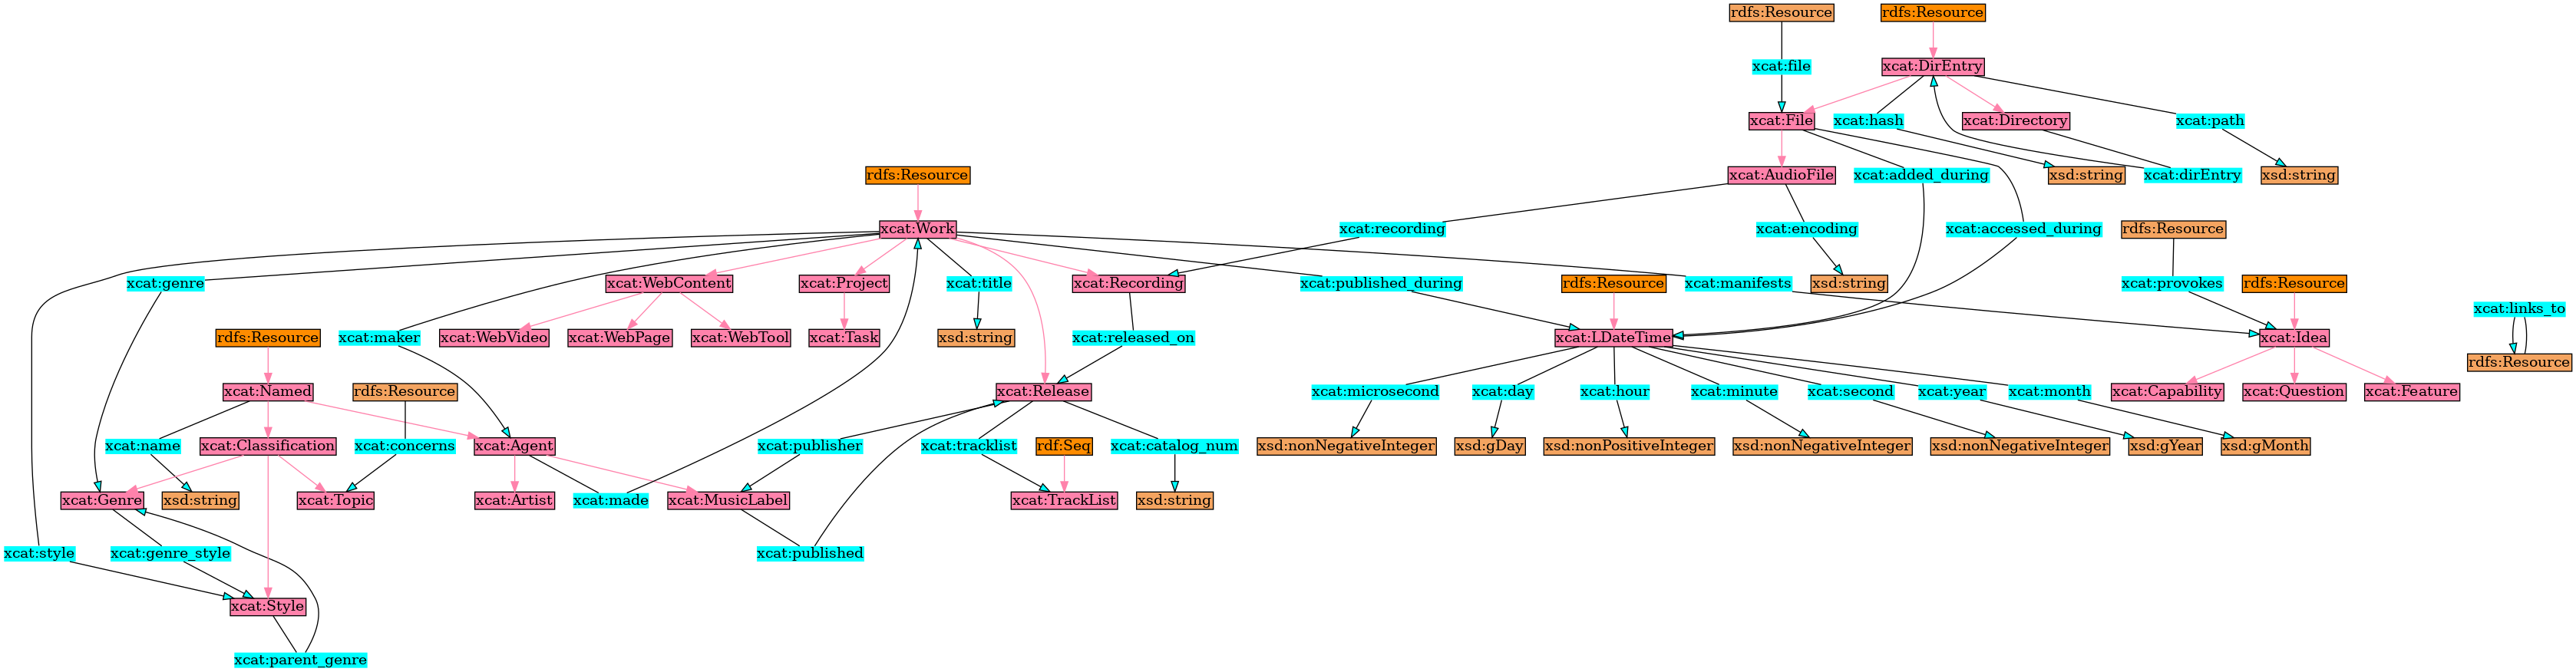 rdfs:Resource
rdfs:Resource
xcat:file
xcat:DirEntry
xcat:File
xcat:hash
xcat:Directory
xcat:path
rdfs:Resource
xcat:AudioFile
xcat:added_during
xsd:string
xcat:dirEntry
xsd:string
xcat:Work
xcat:recording
xcat:encoding
xcat:accessed_during
rdfs:Resource
xcat:genre
xcat:WebContent
xcat:Project
xcat:title
xcat:Recording
xcat:published_during
rdfs:Resource
xcat:manifests
xsd:string
xcat:provokes
rdfs:Resource
xcat:links_to
rdfs:Resource
xcat:maker
xcat:WebVideo
xcat:WebPage
xcat:WebTool
xcat:Task
xsd:string
xcat:released_on
xcat:LDateTime
xcat:Idea
rdfs:Resource
xcat:Named
rdfs:Resource
xcat:Release
xcat:microsecond
xcat:day
xcat:hour
xcat:minute
xcat:second
xcat:year
xcat:month
xcat:Capability
xcat:Question
xcat:Feature
xcat:name
xcat:Classification
xcat:concerns
xcat:Agent
xcat:publisher
xcat:tracklist
rdf:Seq
xcat:catalog_num
xsd:nonNegativeInteger
xsd:gDay
xsd:nonPositiveInteger
xsd:nonNegativeInteger
xsd:nonNegativeInteger
xsd:gYear
xsd:gMonth
xcat:Genre
xsd:string
xcat:Topic
xcat:Artist
xcat:made
xcat:MusicLabel
xcat:TrackList
xsd:string
xcat:style
xcat:genre_style
xcat:published
xcat:Style
xcat:parent_genre